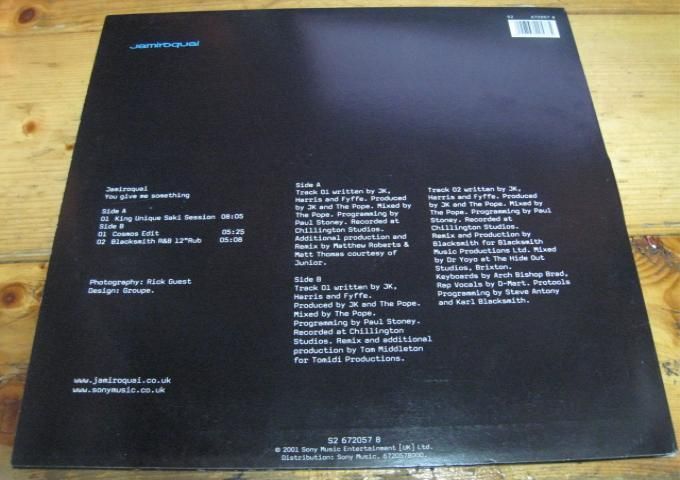 Jamiroquai
S2 672057 8
Jamiroquai
You give me something
Side A
01 King Unique Saki Session 08:05
Side B
01 Cosmos Edit 05:25
02 Blacksmith R&B 12"Rub 05:08
Photography: Rick Guest
Design: Groupe.
www.jamiroquai.co.uk
www.sonymusic.co.uk
Side A
Track 01 written by JK,
Harris and Fyffe. Produced
by JK and The Pope. Mixed by
The Pope. Programming by
Paul Stoney. Recorded at
Chillington Studios.
Additional production and
Remix by Matthew Roberts &
Matt Thomas courtesy of
Junior.
Side B
Track 01 written by JK,
Harris and Fyffe.
Produced by JK and The Pope.
Mixed by The Pope.
Programming by Paul Stoney.
Recorded at Chillington
Studios. Remix and additional
production by Tom Middleton
for Tomidi Productions.
Track 02 written by JK,
Harris and Fyffe. Produced
by JK and The Pope. Mixed by
The Pope. Programming by Paul
Stoney. Recorded at
Chillington Studios.
Remix and Production by
Blacksmith for Blacksmith
Music Productions Ltd. Mixed
by Dr Yoyo at The Hide Out
Studios, Brixton.
Keyboards by Arch Bishop Brad,
Rap Vocals by D-Mart. Protools
Programming by Steve Antony
and Karl Blacksmith.
S2 672057 8
© 2001 Sony Music Entertainment [UK] Ltd.
Distribution: Sony Music. 6720578000.